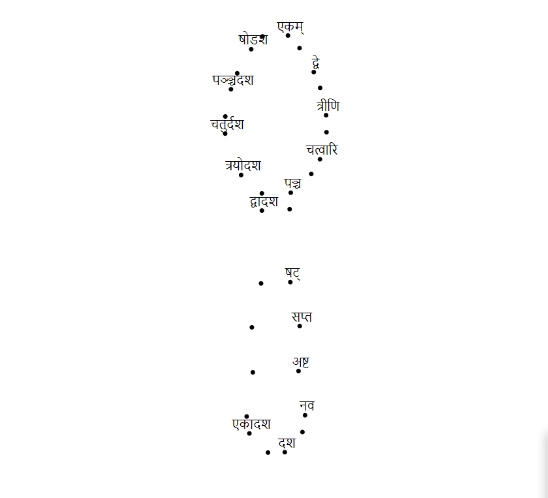 एकम्
षोडश
द्वे
पञ्चदश
त्रीणि
चतुर्दश
चत्वारि
त्रयोदश
पञ्च
द्वादश
षट्
सप्त
अष्ट
नव
एकादश
दश